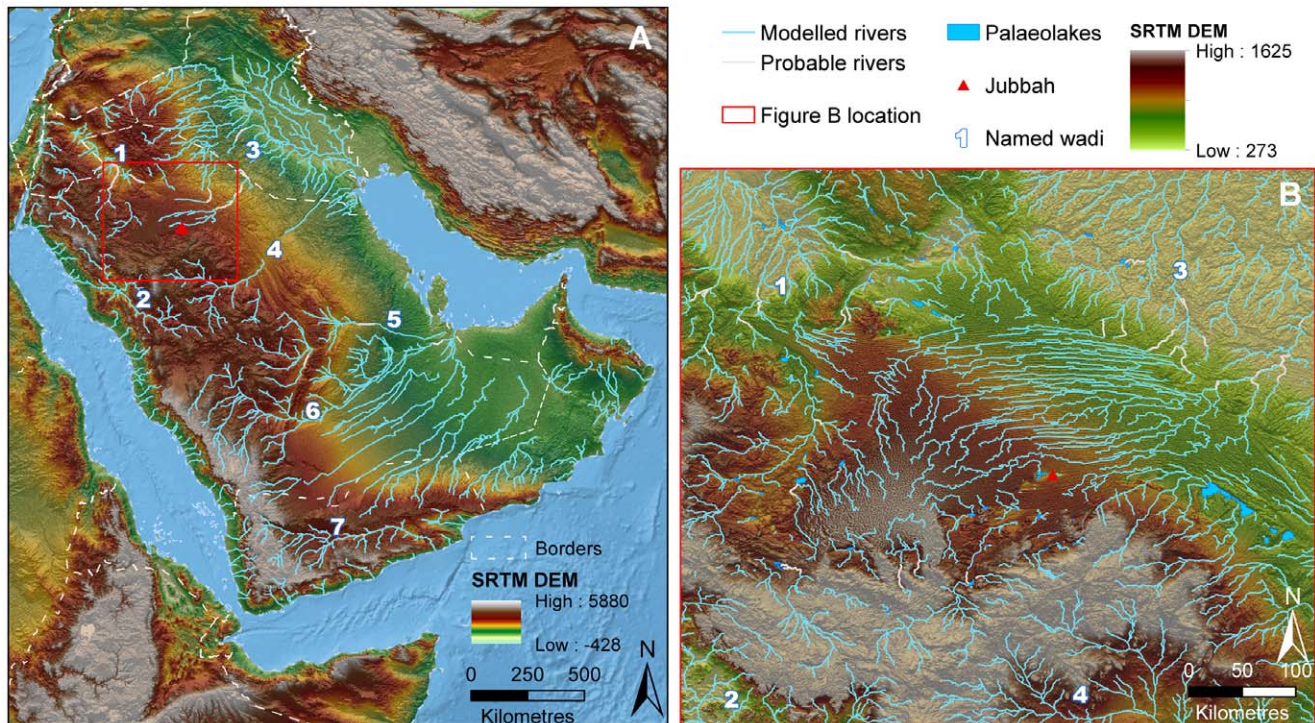 A
1
3
4
2
5
6
7
Borders
SRTM DEM
High : 5880
Low : -428
N
0 250 500
Kilometres
Modelled rivers
Probable rivers
Figure B location
Palaeolakes
Jubbah
1 Named wadi
SRTM DEM
High : 1625
Low : 273
B
1
3
2
4
N
0 50 100
Kilometres